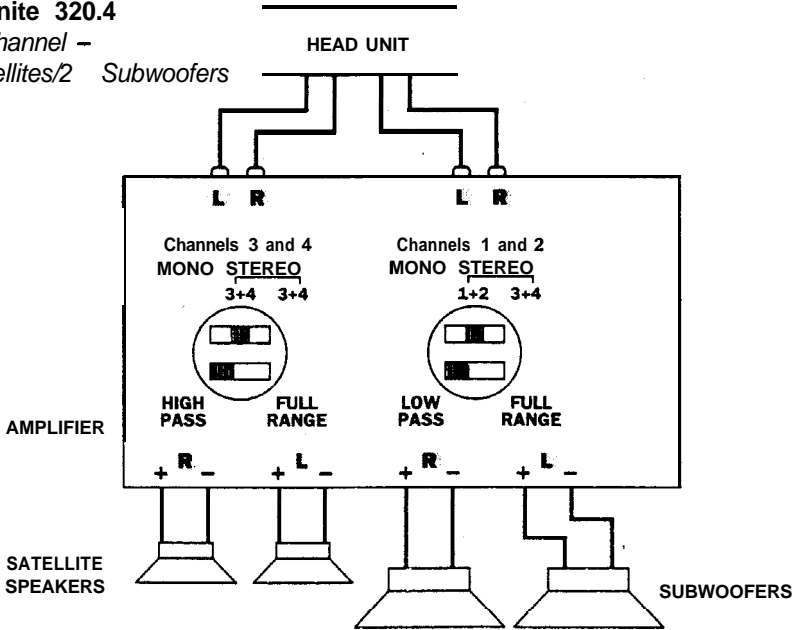 nite 320.4
hannel –
ellites/2 Subwoofers
HEAD UNIT
L R L R
Channels 3 and 4 Channels 1 and 2
MONO STEREO MONO STEREO
3+4 3+4 1+2 3+4
HIGH PASS FULL RANGE LOW PASS FULL RANGE
AMPLIFIER
+ R – + L – + R – + L –
SATELLITE SPEAKERS
SUBWOOFERS